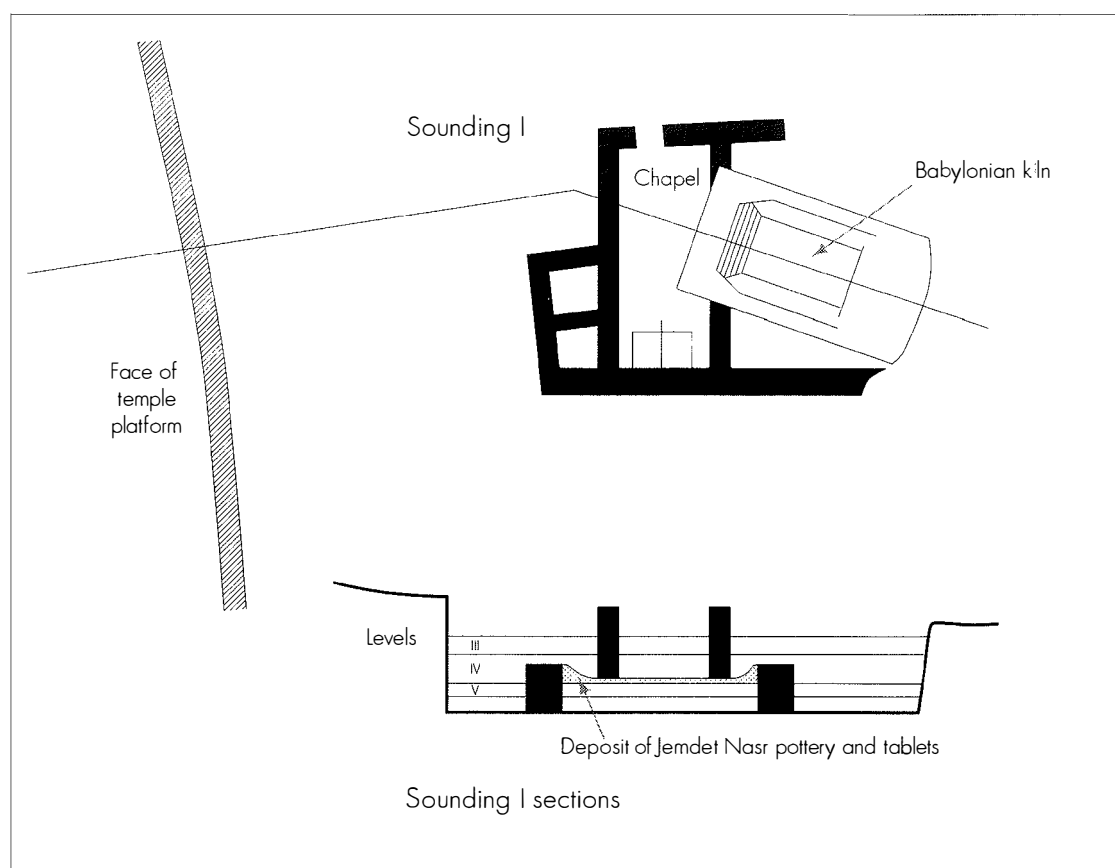 Sounding I
Chapel
Babylonian kiln
Face of
temple
platform
Levels
III
IV
V
Deposit of Jemdet Nasr pottery and tablets
Sounding I sections